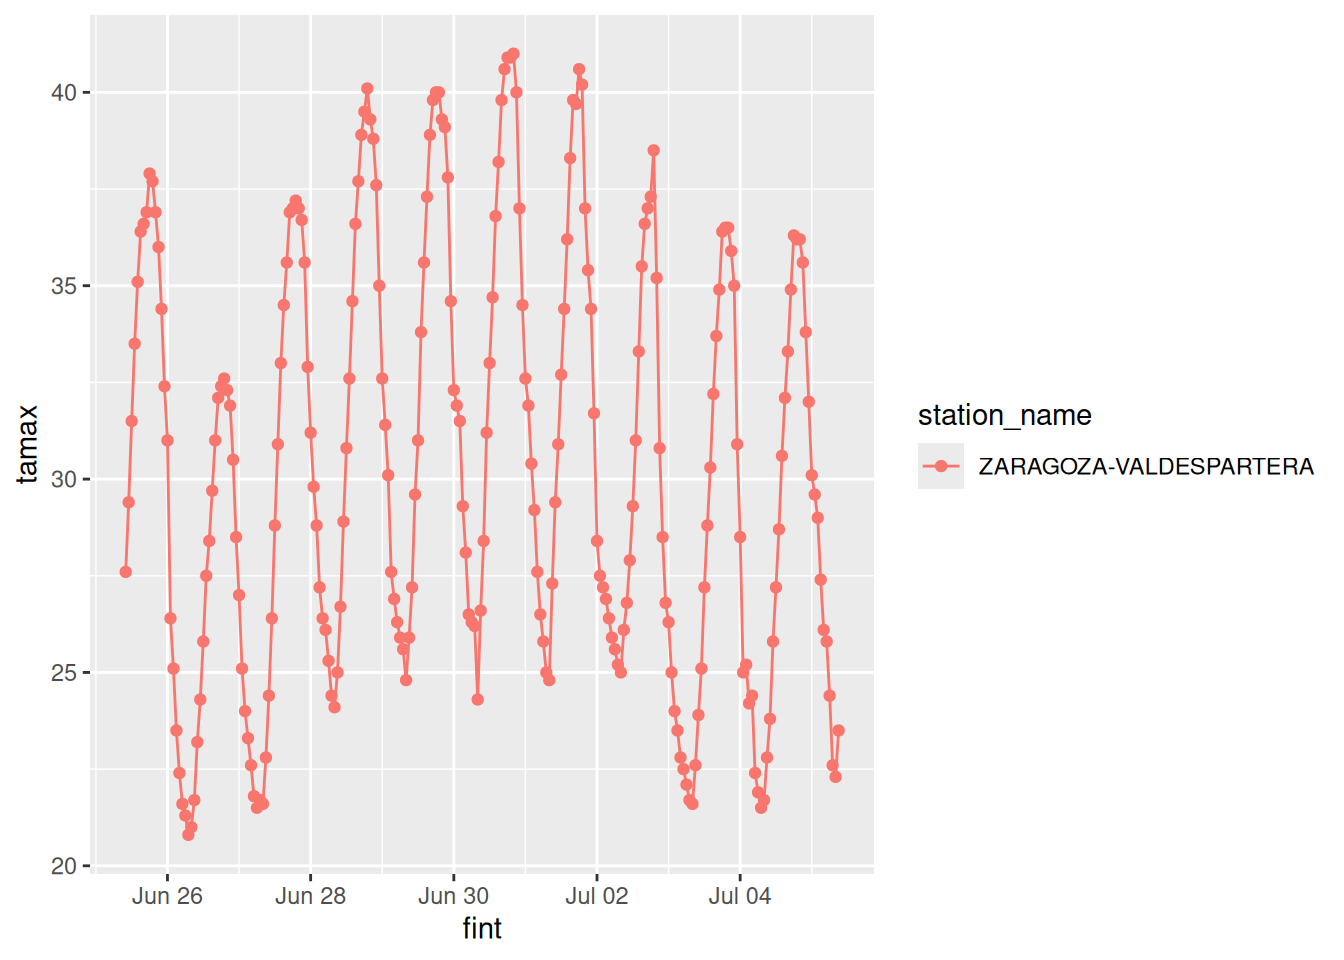 tamax
40
35
30
25
20
Jun 26
Jun 28
Jun 30
Jul 02
Jul 04
fint
station_name
ZARAGOZA-VALDESPARTERA